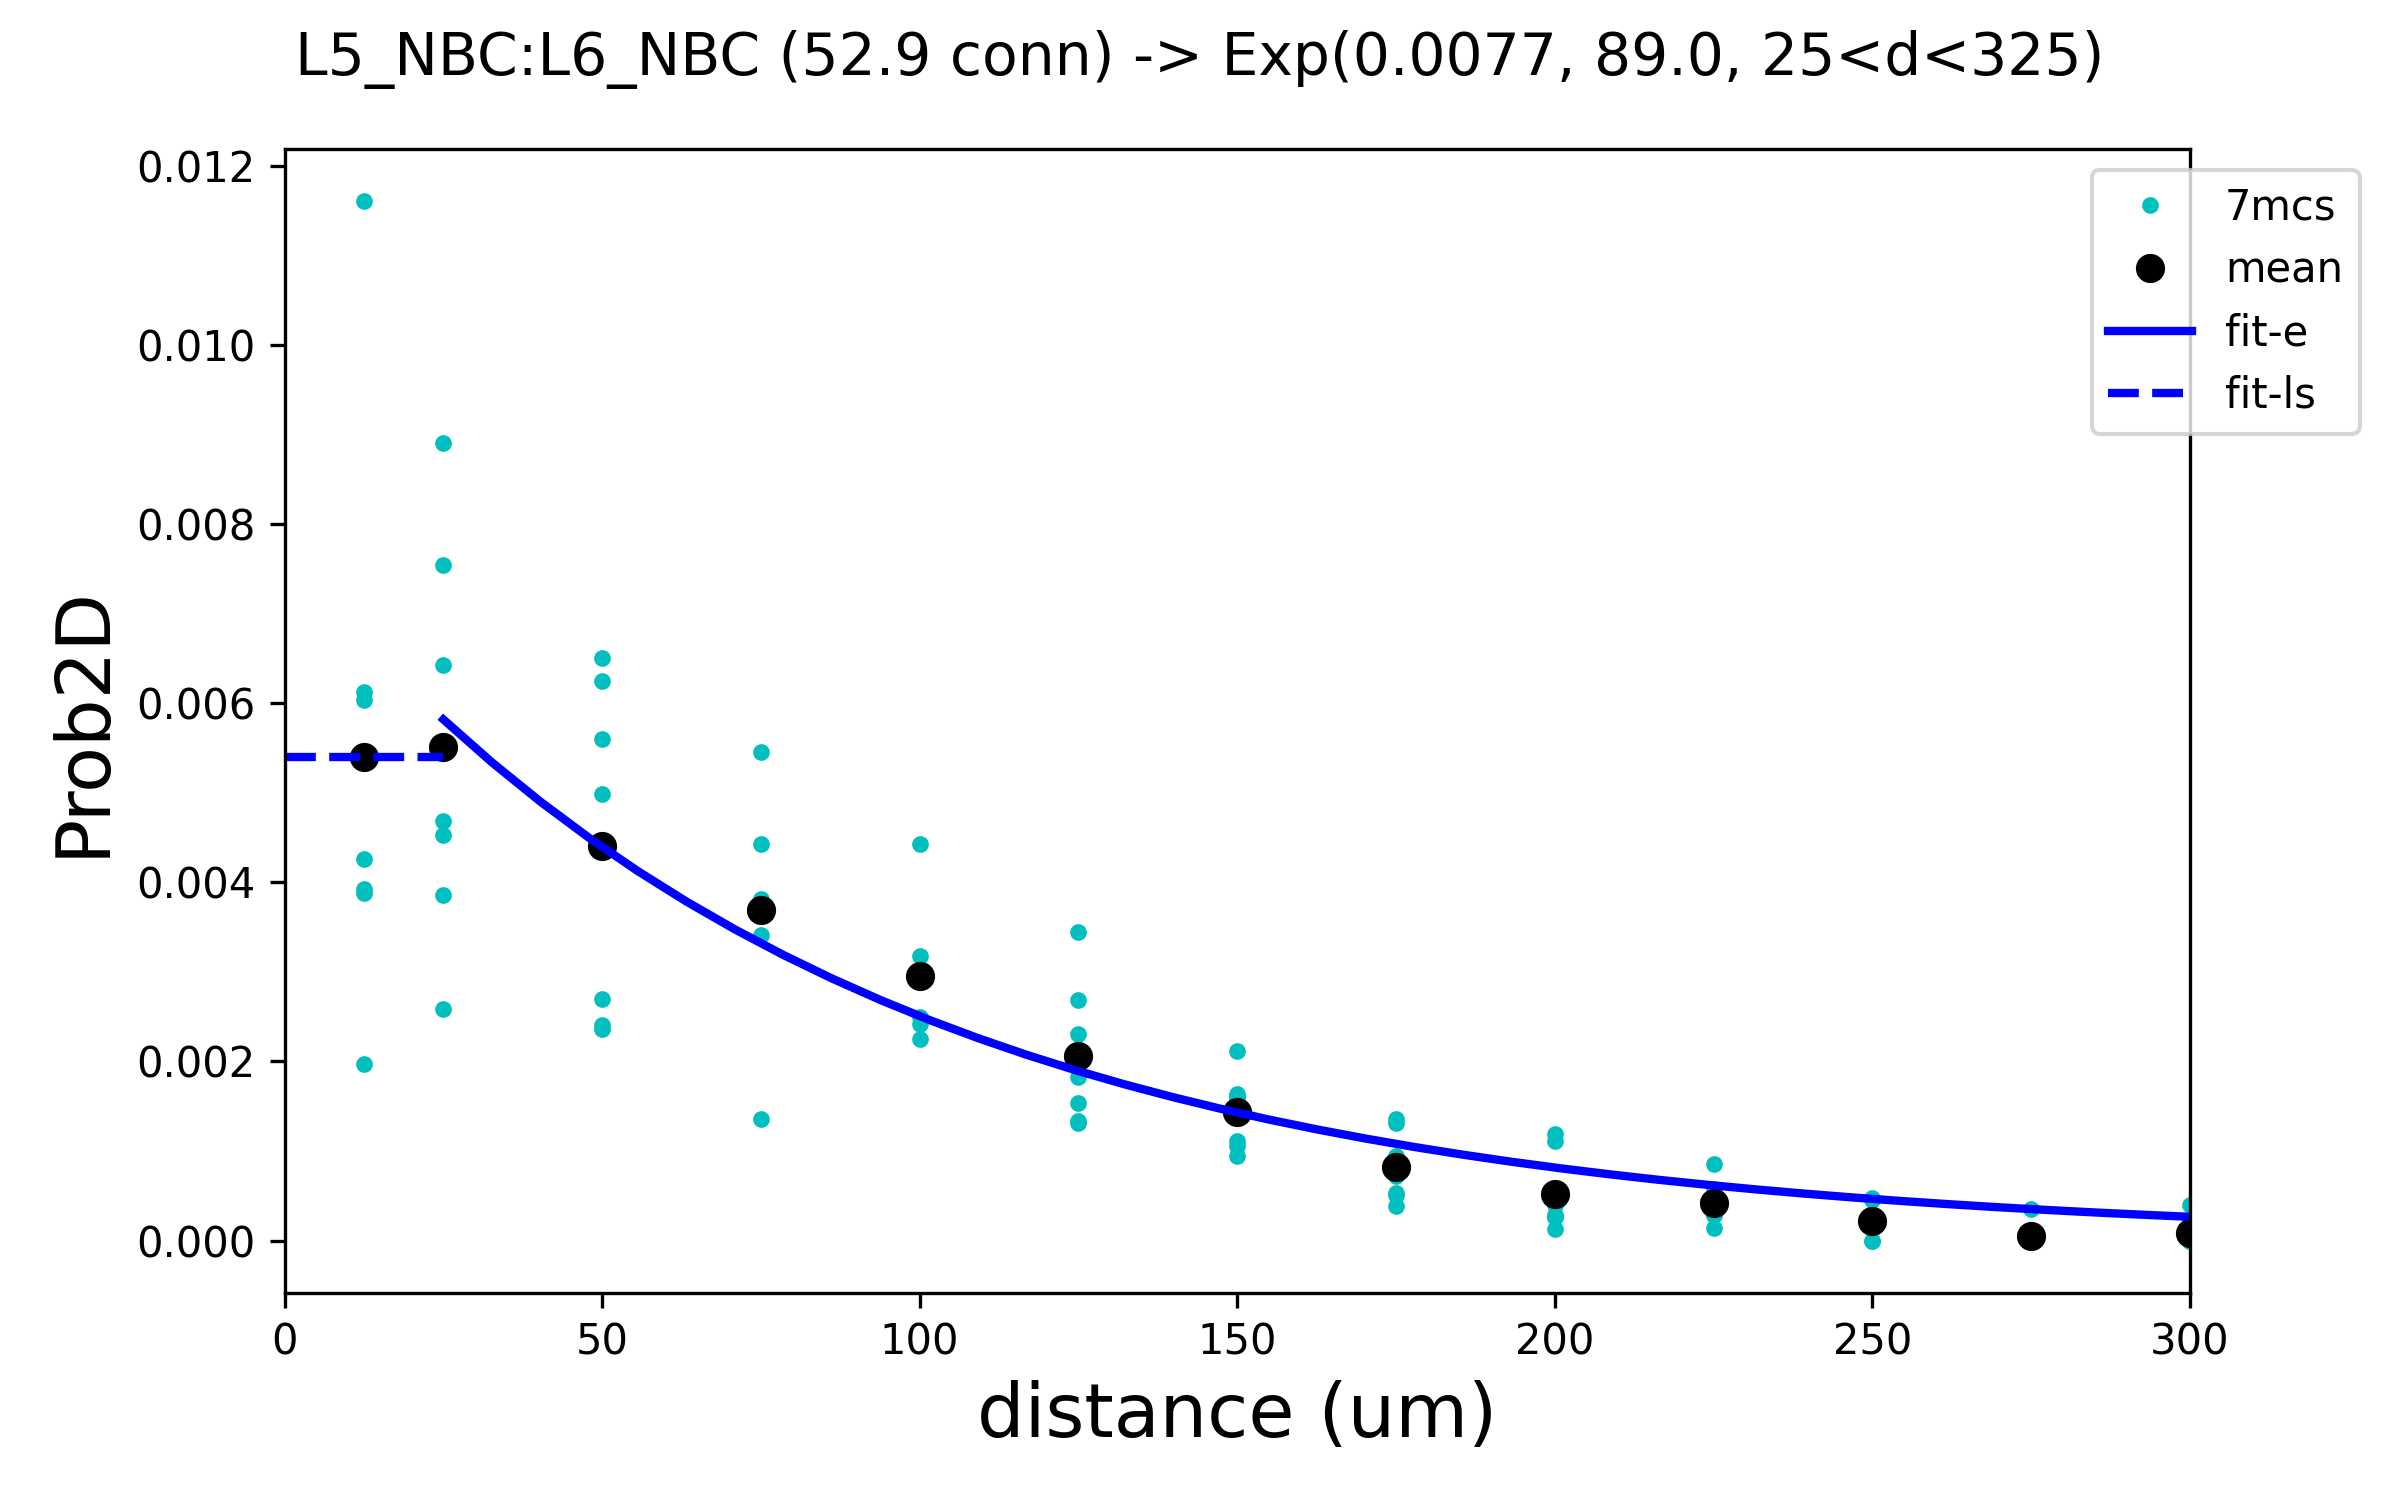 L5_NBC:L6_NBC (52.9 conn) -> Exp(0.0077, 89.0, 25<d<325)
0.012
0.010
0.008
0.006
0.004
0.002
0.000
Prob2D
7mcs
mean
fit-e
fit-ls
0 50 100 150 200 250 300
distance (um)